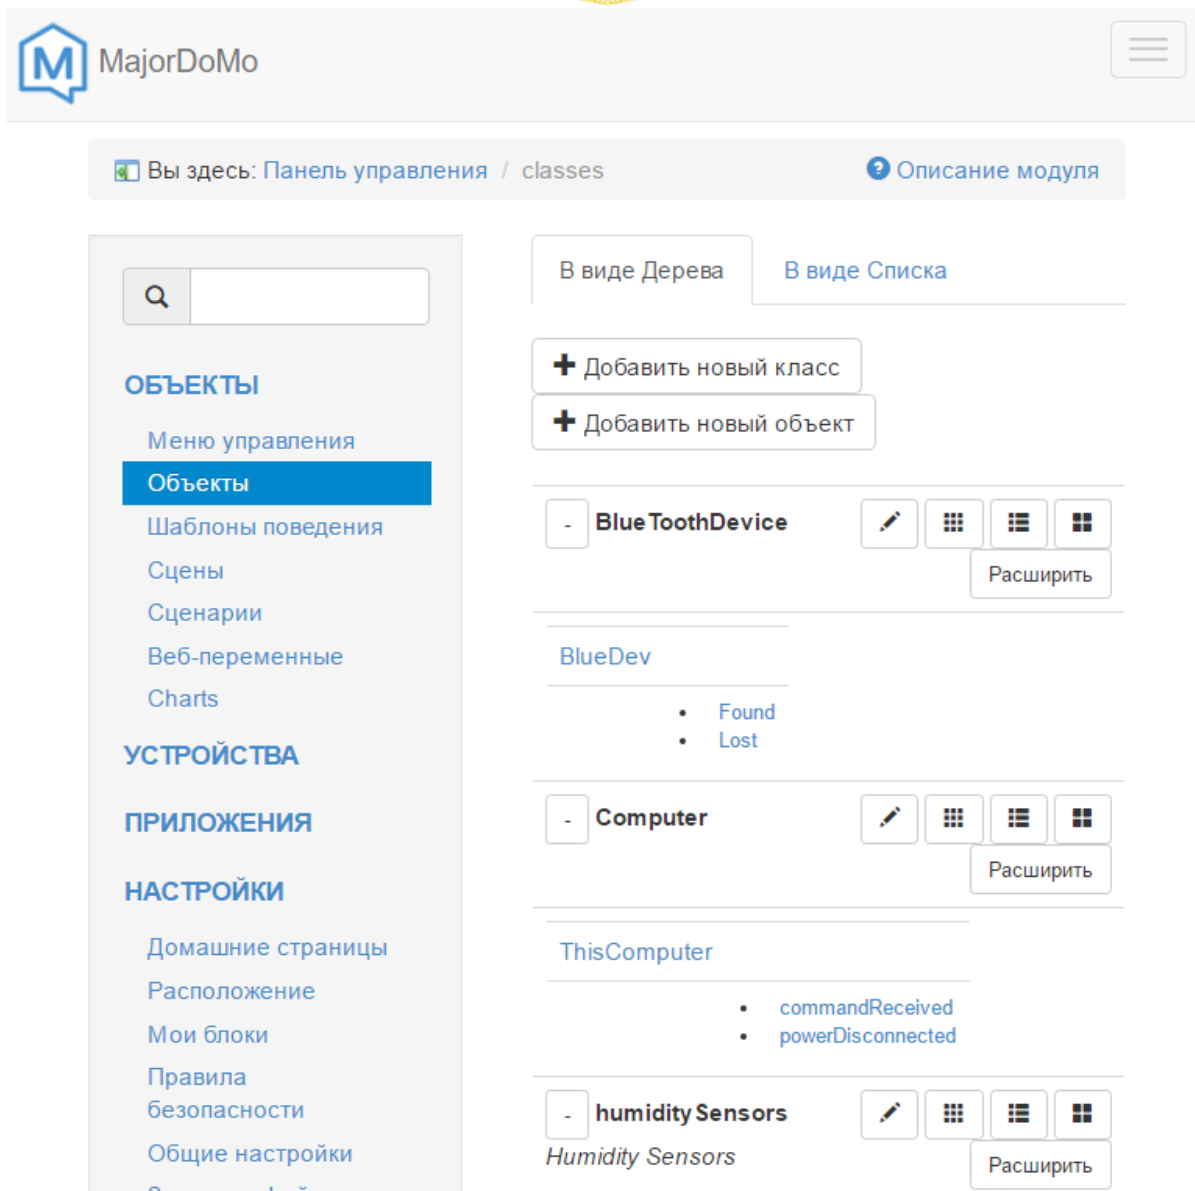 MajorDoMo
Вы здесь: Панель управления / classes
Описание модуля
ОБЪЕКТЫ
Меню управления
Объекты
Шаблоны поведения
Сцены
Сценарии
Веб-переменные
Charts
УСТРОЙСТВА
ПРИЛОЖЕНИЯ
НАСТРОЙКИ
Домашние страницы
Расположение
Мои блоки
Правила
безопасности
Общие настройки
В виде Дерева
В виде Списка
Добавить новый класс
Добавить новый объект
- BlueToothDevice
Расширить
BlueDev
Found
Lost
- Computer
Расширить
ThisComputer
commandReceived
powerDisconnected
- humiditySensors
Humidity Sensors
Расширить